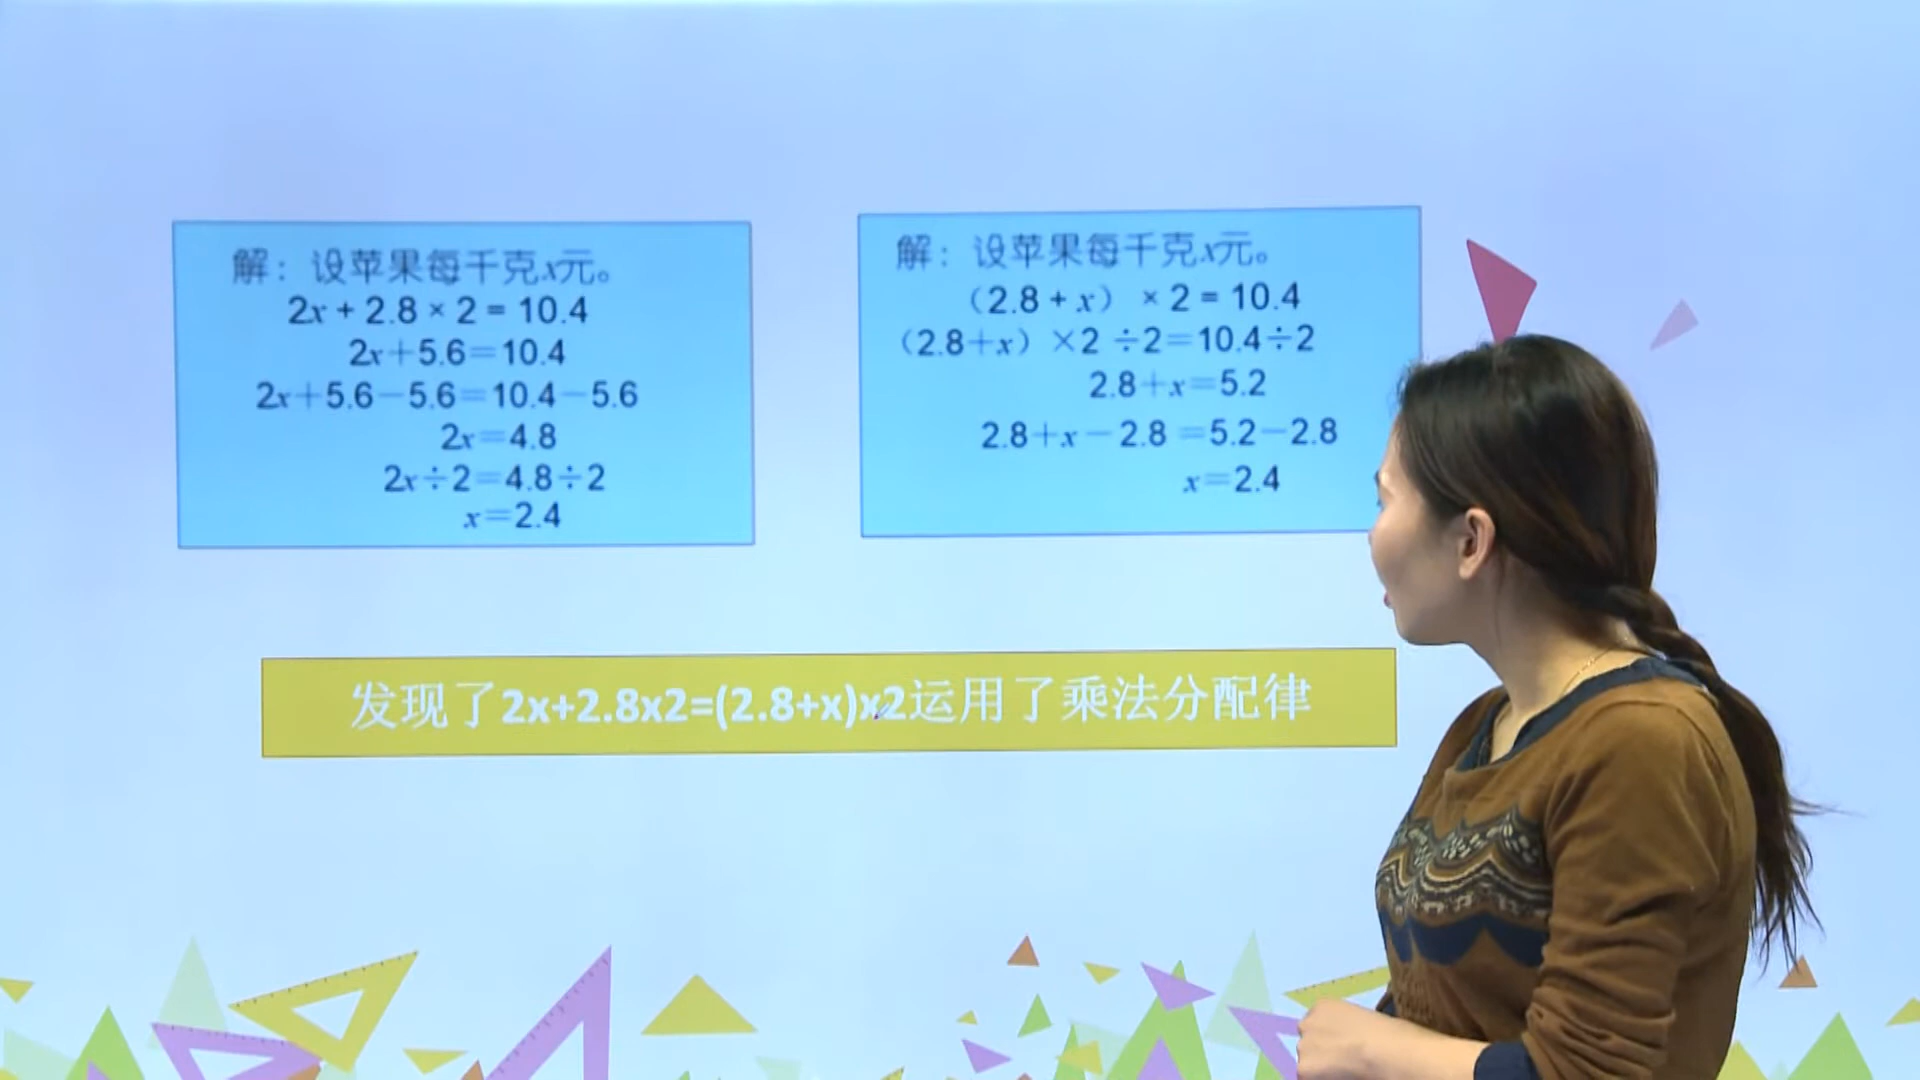 解：设苹果每千克x元。
2x + 2.8 × 2 = 10.4
2x＋5.6＝10.4
2x＋5.6－5.6＝10.4－5.6
2x＝4.8
2x÷2＝4.8÷2
x＝2.4
解：设苹果每千克x元。
（2.8 + x） × 2 = 10.4
（2.8＋x）×2 ÷2＝10.4÷2
2.8＋x＝5.2
2.8＋x－2.8 ＝5.2－2.8
x＝2.4
发现了2x+2.8x2=(2.8+x)x2运用了乘法分配律